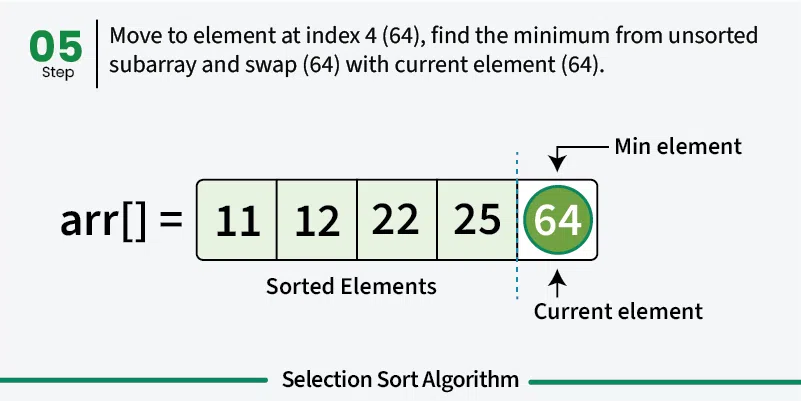 05
Step
Move to element at index 4 (64), find the minimum from unsorted
subarray and swap (64) with current element (64).
Min element
arr[] = 11 12 22 25 64
Sorted Elements
Current element
Selection Sort Algorithm